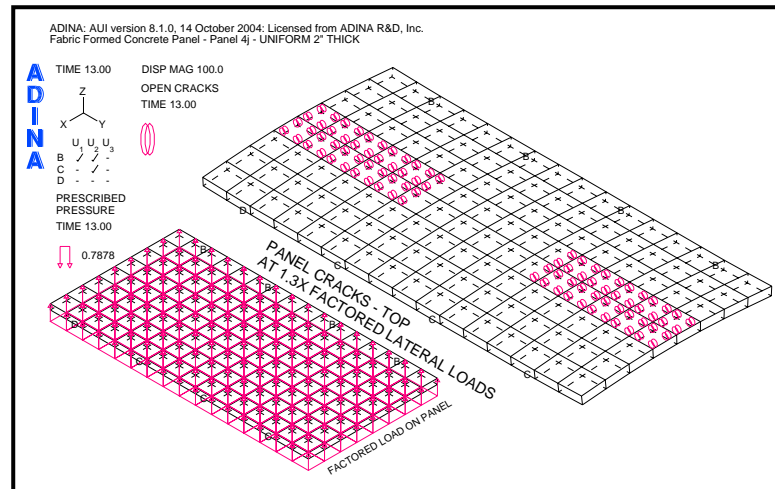 ADINA: AUI version 8.1.0, 14 October 2004: Licensed from ADINA R&D, Inc.
Fabric Formed Concrete Panel - Panel 4j - UNIFORM 2" THICK
ADINA
TIME 13.00
Z
X Y
U1 U2 U3
B ✓ ✓ -
C - ✓ -
D - - -
PRESCRIBED
PRESSURE
TIME 13.00
0.7878
DISP MAG 100.0
OPEN CRACKS
TIME 13.00
B
B
B
B
D
C
C
C
PANEL CRACKS - TOP
AT 1.3X FACTORED LATERAL LOADS
B
B
B
B
D
C
C
C
FACTORED LOAD ON PANEL